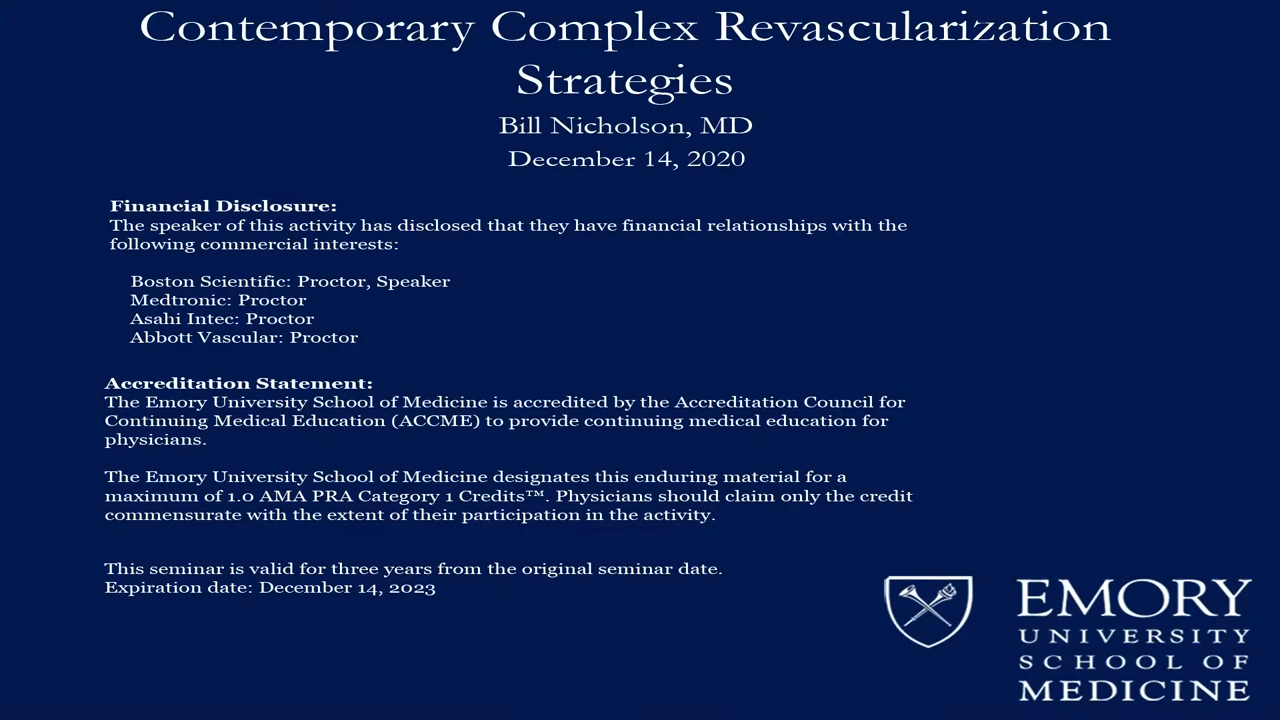 Contemporary Complex Revascularization
Strategies
Bill Nicholson, MD
December 14, 2020
Financial Disclosure:
The speaker of this activity has disclosed that they have financial relationships with the
following commercial interests:
Boston Scientific: Proctor, Speaker
Medtronic: Proctor
Asahi Intec: Proctor
Abbott Vascular: Proctor
Accreditation Statement:
The Emory University School of Medicine is accredited by the Accreditation Council for
Continuing Medical Education (ACCME) to provide continuing medical education for
physicians.
The Emory University School of Medicine designates this enduring material for a
maximum of 1.0 AMA PRA Category 1 Credits™. Physicians should claim only the credit
commensurate with the extent of their participation in the activity.
This seminar is valid for three years from the original seminar date.
Expiration date: December 14, 2023
EMORY
UNIVERSITY
SCHOOL OF
MEDICINE